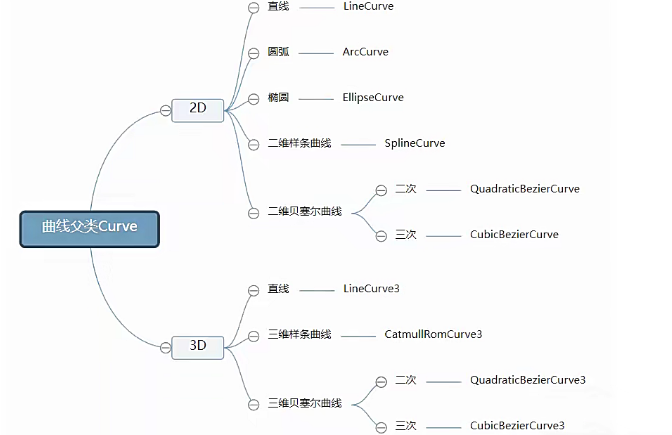 曲线父类Curve
2D
直线 LineCurve
圆弧 ArcCurve
椭圆 EllipseCurve
二维样条曲线 SplineCurve
二维贝塞尔曲线
二次 QuadraticBezierCurve
三次 CubicBezierCurve
3D
直线 LineCurve3
三维样条曲线 CatmullRomCurve3
三维贝塞尔曲线
二次 QuadraticBezierCurve3
三次 CubicBezierCurve3